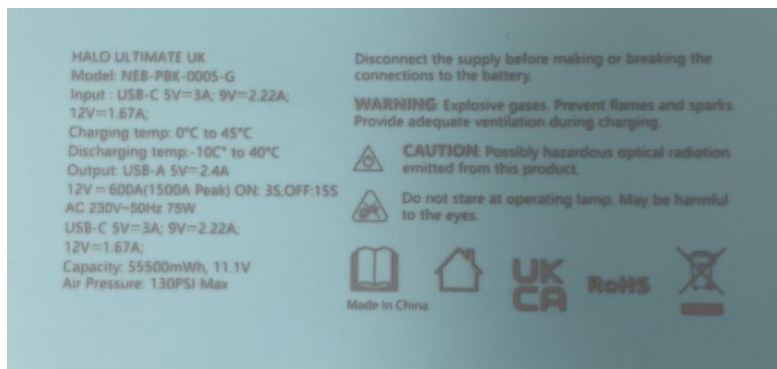 HALO ULTIMATE UK
Model: NEB-PBK-0005-G
Input : USB-C 5V⎓3A; 9V⎓2.22A;
12V⎓1.67A;
Charging temp: 0°C to 45°C
Discharging temp:-10C° to 40°C
Output: USB-A 5V⎓2.4A
12V ⎓ 600A(1500A Peak) ON: 3S,OFF:15S
AC 230V~50Hz 75W
USB-C 5V⎓3A; 9V⎓2.22A;
12V⎓1.67A;
Capacity: 55500mWh, 11.1V
Air Pressure: 130PSI Max
Disconnect the supply before making or breaking the
connections to the battery.
WARNING: Explosive gases. Prevent flames and sparks.
Provide adequate ventilation during charging.
CAUTION: Possibly hazardous optical radiation
emitted from this product.
Do not stare at operating lamp. May be harmful
to the eyes.
Made In China
UK
CA
RoHS